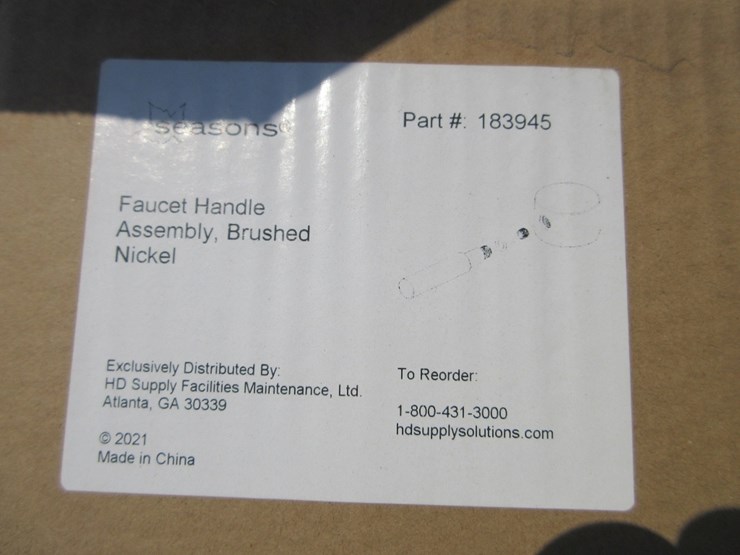 seasons
Part #: 183945
Faucet Handle
Assembly, Brushed
Nickel
Exclusively Distributed By:
HD Supply Facilities Maintenance, Ltd.
Atlanta, GA 30339
© 2021
Made in China
To Reorder:
1-800-431-3000
hdsupplysolutions.com